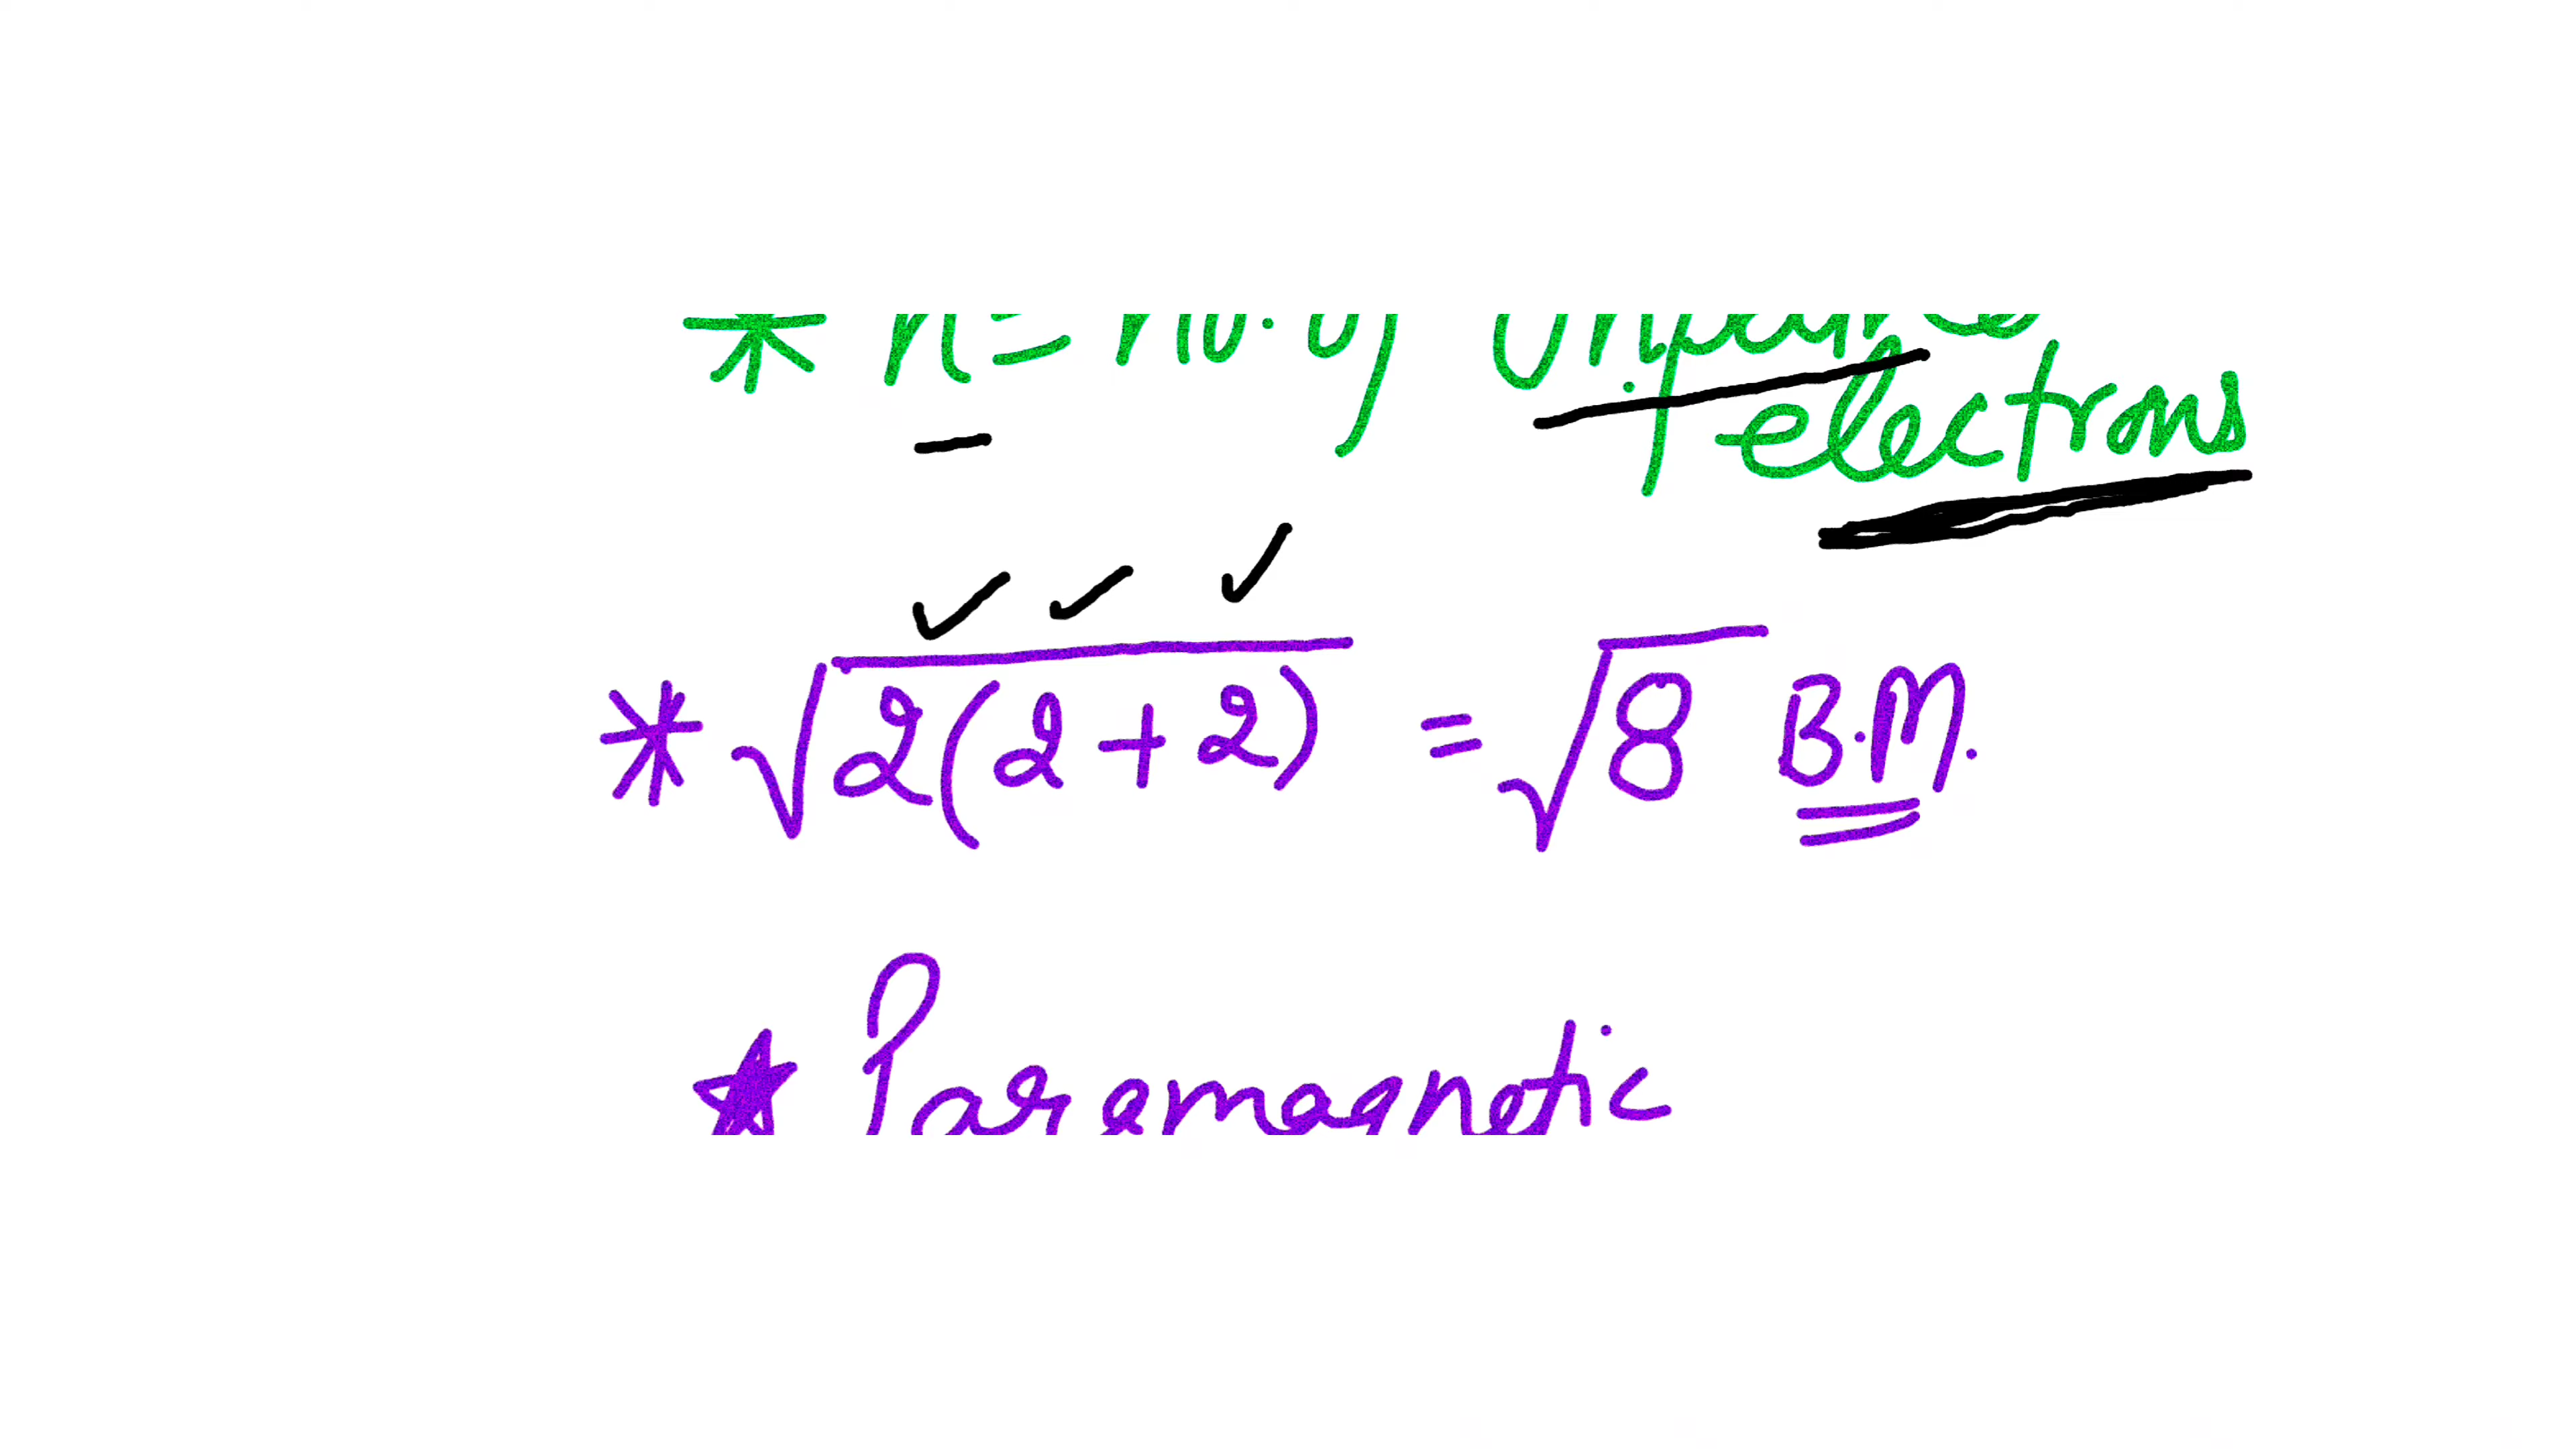 * n = no. of unpaired
electrons
* √2(2+2) = √8 B.M.
★ Paramagnetic